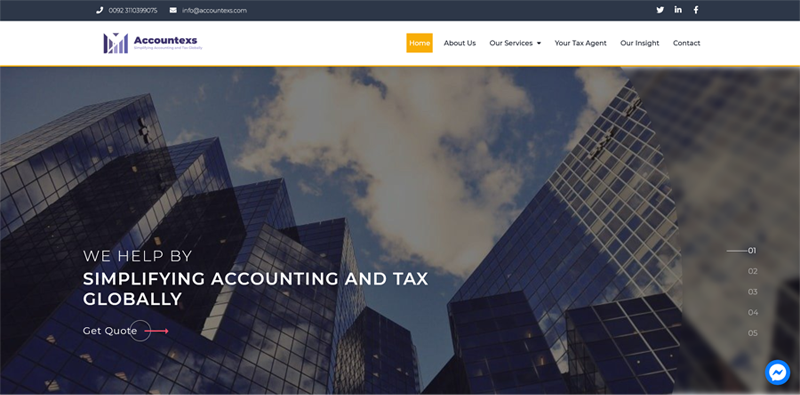 0092 3110399075 info@accountexs.com
Accountexs
Simplifying Accounting and Tax Globally
Home About Us Our Services Your Tax Agent Our Insight Contact
WE HELP BY
SIMPLIFYING ACCOUNTING AND TAX
GLOBALLY
Get Quote
01
02
03
04
05